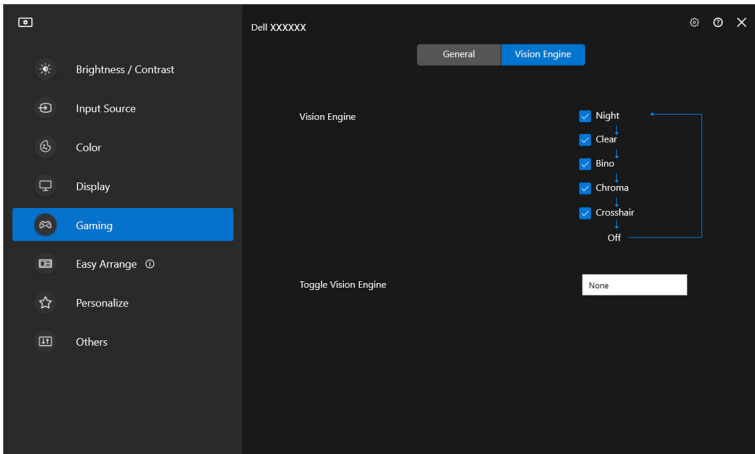 Dell XXXXXX
General
Vision Engine
Brightness / Contrast
Input Source
Color
Display
Gaming
Easy Arrange
Personalize
Others
Vision Engine
Night
Clear
Bino
Chroma
Crosshair
Off
Toggle Vision Engine
None